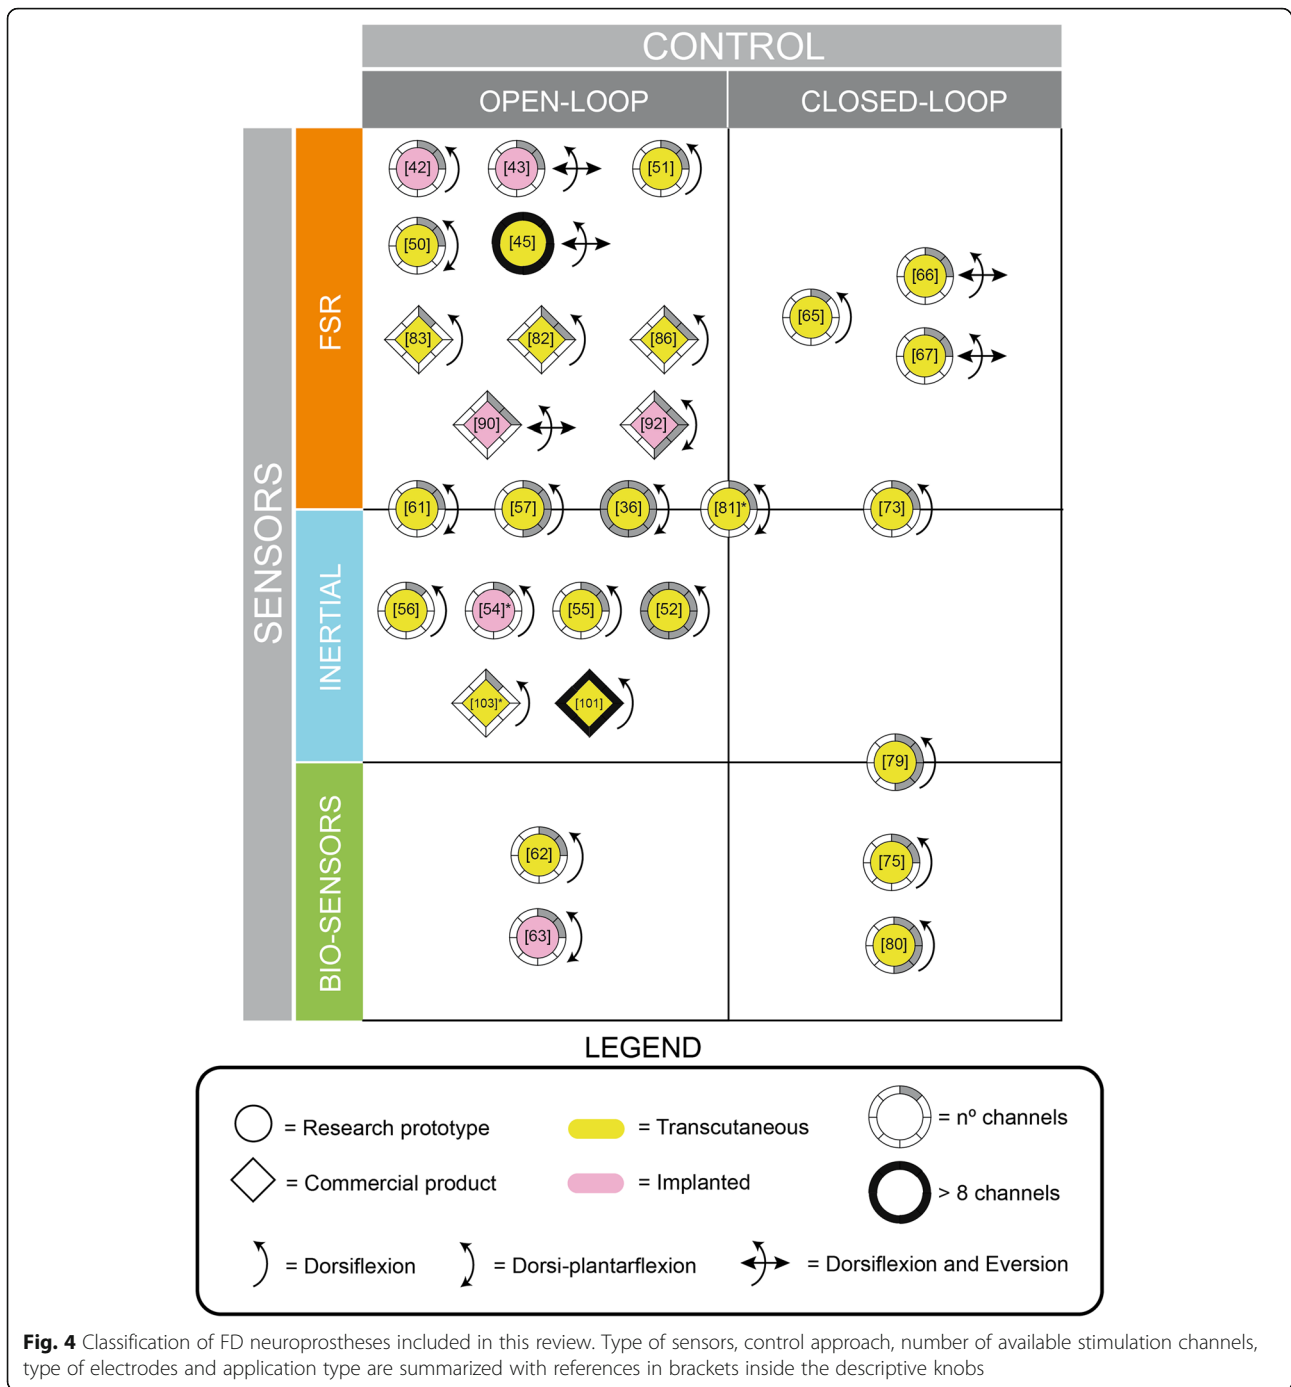 CONTROL
OPEN-LOOP CLOSED-LOOP
SENSORS
FSR
[42] [43] [51]
[50] [45]
[66]
[65]
[83] [82] [86]
[67]
[90] [92]
[61] [57] [36] [81]* [73]
INERTIAL
[56] [54]* [55] [52]
[103]* [101]
[79]
BIO-SENSORS
[62] [75]
[63] [80]
LEGEND
= Research prototype = Transcutaneous = nº channels
= Commercial product = Implanted > 8 channels
= Dorsiflexion = Dorsi-plantarflexion = Dorsiflexion and Eversion
Fig. 4 Classification of FD neuroprostheses included in this review. Type of sensors, control approach, number of available stimulation channels,
type of electrodes and application type are summarized with references in brackets inside the descriptive knobs